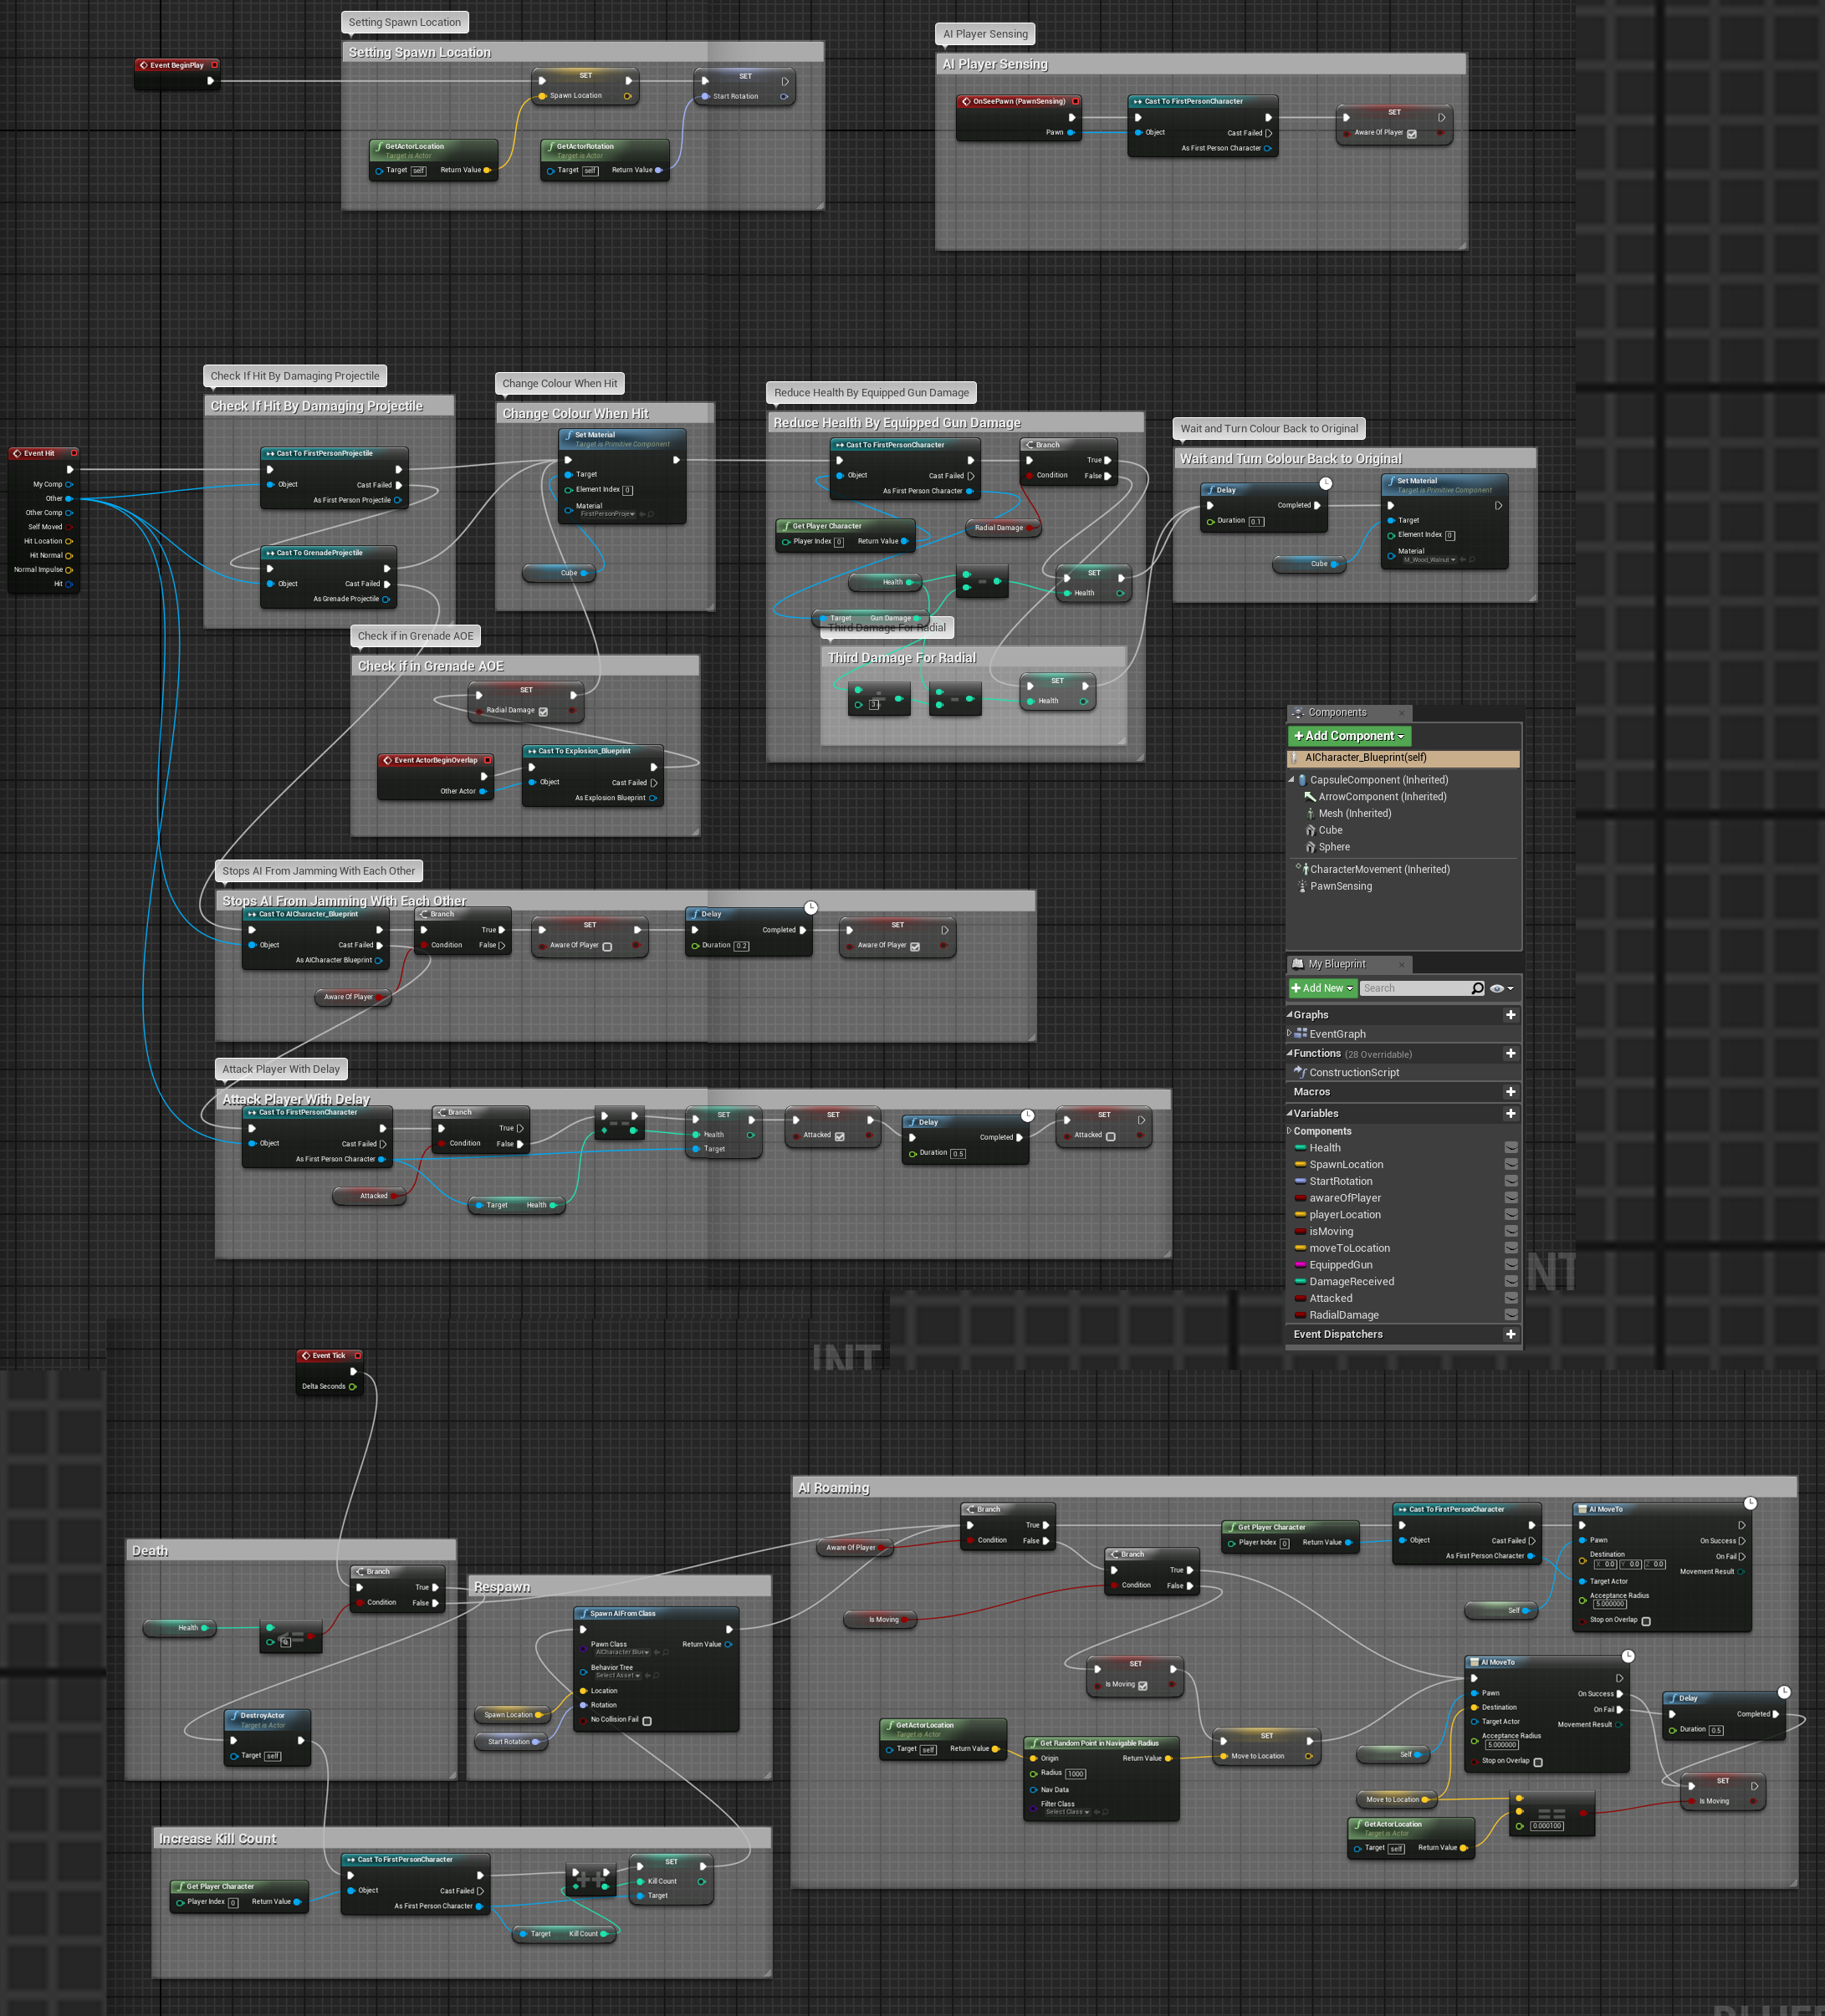 Setting Spawn Location
Setting Spawn Location
Event BeginPlay
SET
Spawn Location
SET
Start Rotation
GetActorLocation
Target is Actor
Target self Return Value
GetActorRotation
Target is Actor
Target self Return Value
AI Player Sensing
AI Player Sensing
OnSeePawn (PawnSensing)
Pawn
Cast To FirstPersonCharacter
Object Cast Failed
As First Person Character
SET
Aware Of Player
Check If Hit By Damaging Projectile
Check If Hit By Damaging Projectile
Event Hit
My Comp
Other
Other Comp
Self Moved
Hit Location
Hit Normal
Normal Impulse
Hit
Cast To FirstPersonProjectile
Object Cast Failed
As First Person Projectile
Cast To GrenadeProjectile
Object Cast Failed
As Grenade Projectile
Change Colour When Hit
Change Colour When Hit
Set Material
Target is Primitive Component
Target
Element Index 0
Material
FirstPersonProje
Cube
Reduce Health By Equipped Gun Damage
Reduce Health By Equipped Gun Damage
Cast To FirstPersonCharacter
Object Cast Failed
As First Person Character
Branch
True
Condition False
Get Player Character
Player Index 0 Return Value
Radial Damage
Health
-
SET
Health
Target Gun Damage
Third Damage For Radial
Third Damage For Radial
÷
3
-
SET
Health
Wait and Turn Colour Back to Original
Wait and Turn Colour Back to Original
Delay
Completed
Duration 0.1
Set Material
Target is Primitive Component
Target
Element Index 0
Material
M_Wood_Walnut
Cube
Check if in Grenade AOE
Check if in Grenade AOE
SET
Radial Damage
Event ActorBeginOverlap
Other Actor
Cast To Explosion_Blueprint
Object Cast Failed
As Explosion Blueprint
Stops AI From Jamming With Each Other
Stops AI From Jamming With Each Other
Cast To AICharacter_Blueprint
Object Cast Failed
As AICharacter Blueprint
Branch
True
Condition False
Aware Of Player
SET
Aware Of Player
Delay
Completed
Duration 0.2
SET
Aware Of Player
Attack Player With Delay
Attack Player With Delay
Cast To FirstPersonCharacter
Object Cast Failed
As First Person Character
Branch
True
Condition False
Attacked
Target Health
--
SET
Health
Target
SET
Attacked
Delay
Completed
Duration 0.5
SET
Attacked
Components
Add Component
AICharacter_Blueprint(self)
CapsuleComponent (Inherited)
ArrowComponent (Inherited)
Mesh (Inherited)
Cube
Sphere
CharacterMovement (Inherited)
PawnSensing
My Blueprint
Add New Search
Graphs
EventGraph
Functions (28 Overridable)
ConstructionScript
Macros
Variables
Components
Health
SpawnLocation
StartRotation
awareOfPlayer
playerLocation
isMoving
moveToLocation
EquippedGun
DamageReceived
Attacked
RadialDamage
Event Dispatchers
NT
INT
Event Tick
Delta Seconds
Death
Branch
True
Condition False
Health
<=
0
DestroyActor
Target is Actor
Target self
Respawn
Spawn AIFrom Class
Pawn Class Return Value
AICharacter Blue
Behavior Tree
Select Asset
Location
Rotation
No Collision Fail
Spawn Location
Start Rotation
Increase Kill Count
Get Player Character
Player Index 0 Return Value
Cast To FirstPersonCharacter
Object Cast Failed
As First Person Character
++
SET
Kill Count
Target
Target Kill Count
AI Roaming
Aware Of Player
Branch
True
Condition False
Is Moving
Branch
True
Condition False
Get Player Character
Player Index 0 Return Value
Cast To FirstPersonCharacter
Object Cast Failed
As First Person Character
AI MoveTo
Pawn On Success
Destination On Fail
X 0.0 Y 0.0 Z 0.0
Movement Result
Target Actor
Acceptance Radius
5.000000
Stop on Overlap
Self
SET
Is Moving
GetActorLocation
Target is Actor
Target self Return Value
Get Random Point in Navigable Radius
Origin Return Value
Radius 1000
Nav Data
Filter Class
Select Class
SET
Move to Location
AI MoveTo
Pawn On Success
Destination On Fail
Target Actor Movement Result
Acceptance Radius
5.000000
Stop on Overlap
Self
Move to Location
GetActorLocation
Target is Actor
Target self Return Value
==
0.000100
Delay
Completed
Duration 0.5
SET
Is Moving